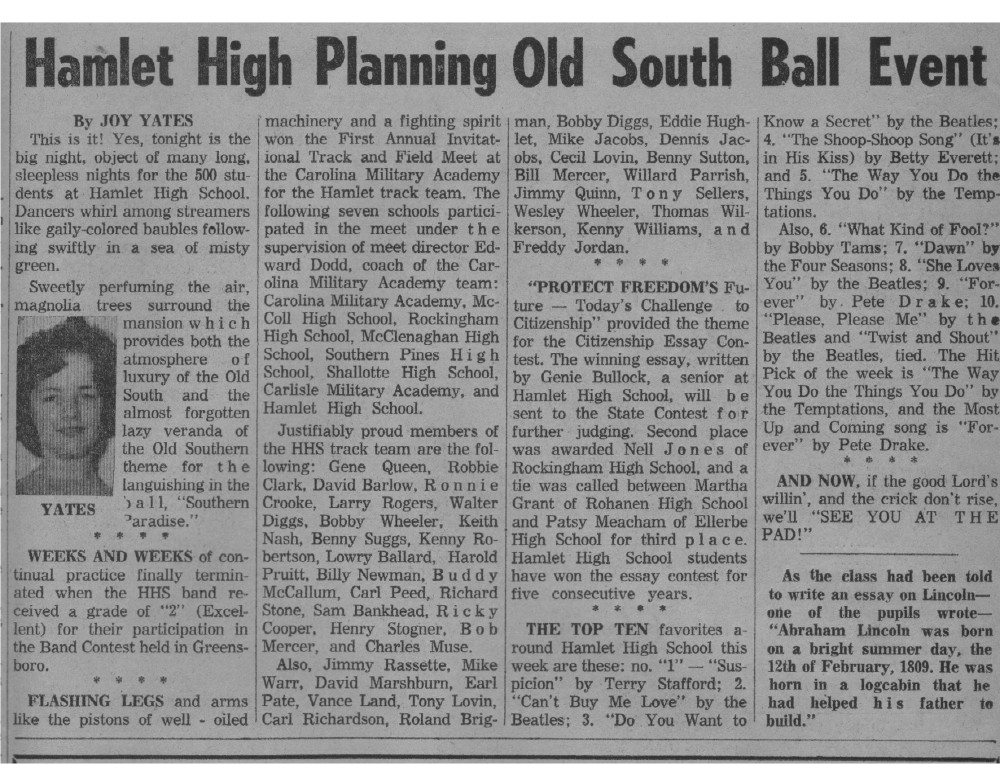 Hamlet High Planning Old South Ball Event
By JOY YATES
This is it! Yes, tonight is the
big night, object of many long,
sleepless nights for the 500 stu-
dents at Hamlet High School.
Dancers whirl among streamers
like gaily-colored baubles follow-
ing swiftly in a sea of misty
green.
Sweetly perfuming the air,
magnolia trees surround the
mansion which
provides both the
atmosphere of
luxury of the Old
South and the
almost forgotten
lazy veranda of
the Old Southern
theme for the
languishing in the
ball, "Southern
Paradise."
YATES
* * * *
WEEKS AND WEEKS of con-
tinual practice finally termin-
ated when the HHS band re-
ceived a grade of "2" (Excel-
lent) for their participation in
the Band Contest held in Greens-
boro.
* * * *
FLASHING LEGS and arms
like the pistons of well - oiled
machinery and a fighting spirit
won the First Annual Invitat-
ional Track and Field Meet at
the Carolina Military Academy
for the Hamlet track team. The
following seven schools partici-
pated in the meet under the
supervision of meet director Ed-
ward Dodd, coach of the Car-
olina Military Academy team:
Carolina Military Academy, Mc-
Coll High School, Rockingham
High School, McClenaghan High
School, Southern Pines High
School, Shallotte High School,
Carlisle Military Academy, and
Hamlet High School.
Justifiably proud members of
the HHS track team are the fol-
lowing: Gene Queen, Robbie
Clark, David Barlow, Ronnie
Crooke, Larry Rogers, Walter
Diggs, Bobby Wheeler, Keith
Nash, Benny Suggs, Kenny Ro-
bertson, Lowry Ballard, Harold
Pruitt, Billy Newman, Buddy
McCallum, Carl Peed, Richard
Stone, Sam Bankhead, Ricky
Cooper, Henry Stogner, Bob
Mercer, and Charles Muse.
Also, Jimmy Rassette, Mike
Warr, David Marshburn, Earl
Pate, Vance Land, Tony Lovin,
Carl Richardson, Roland Brig-
man, Bobby Diggs, Eddie Hugh-
let, Mike Jacobs, Dennis Jac-
obs, Cecil Lovin, Benny Sutton,
Bill Mercer, Willard Parrish,
Jimmy Quinn, Tony Sellers,
Wesley Wheeler, Thomas Wil-
kerson, Kenny Williams, and
Freddy Jordan.
* * * *
"PROTECT FREEDOM'S Fu-
ture — Today's Challenge to
Citizenship" provided the theme
for the Citizenship Essay Con-
test. The winning essay, written
by Genie Bullock, a senior at
Hamlet High School, will be
sent to the State Contest for
further judging. Second place
was awarded Nell Jones of
Rockingham High School, and a
tie was called between Martha
Grant of Rohanen High School
and Patsy Meacham of Ellerbe
High School for third place.
Hamlet High School students
have won the essay contest for
five consecutive years.
* * * *
THE TOP TEN favorites a-
round Hamlet High School this
week are these: no. "1" — "Sus-
picion" by Terry Stafford; 2.
"Can't Buy Me Love" by the
Beatles; 3. "Do You Want to
Know a Secret" by the Beatles;
4. "The Shoop-Shoop Song" (It's
in His Kiss) by Betty Everett;
and 5. "The Way You Do the
Things You Do" by the Temp-
tations.
Also, 6. "What Kind of Fool?"
by Bobby Tams; 7. "Dawn" by
the Four Seasons; 8. "She Loves
You" by the Beatles; 9. "For-
ever" by Pete Drake; 10.
"Please, Please Me" by the
Beatles and "Twist and Shout"
by the Beatles, tied. The Hit
Pick of the week is "The Way
You Do the Things You Do" by
the Temptations, and the Most
Up and Coming song is "For-
ever" by Pete Drake.
* * * *
AND NOW, if the good Lord's
willin', and the crick don't rise,
we'll "SEE YOU AT THE
PAD!"
As the class had been told
to write an essay on Lincoln—
one of the pupils wrote—
"Abraham Lincoln was born
on a bright summer day, the
12th of February, 1809. He was
born in a logcabin that he
had helped his father to
build."